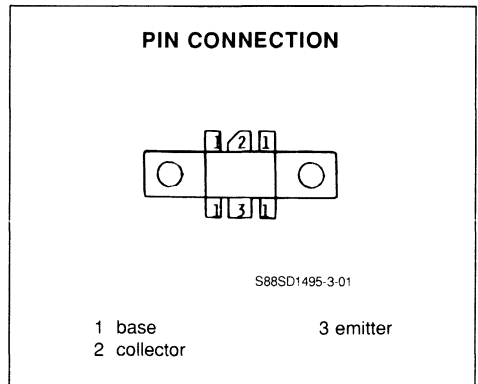 PIN CONNECTION
1 2 1
1 3 1
S88SD1495-3-01
1 base 3 emitter
2 collector